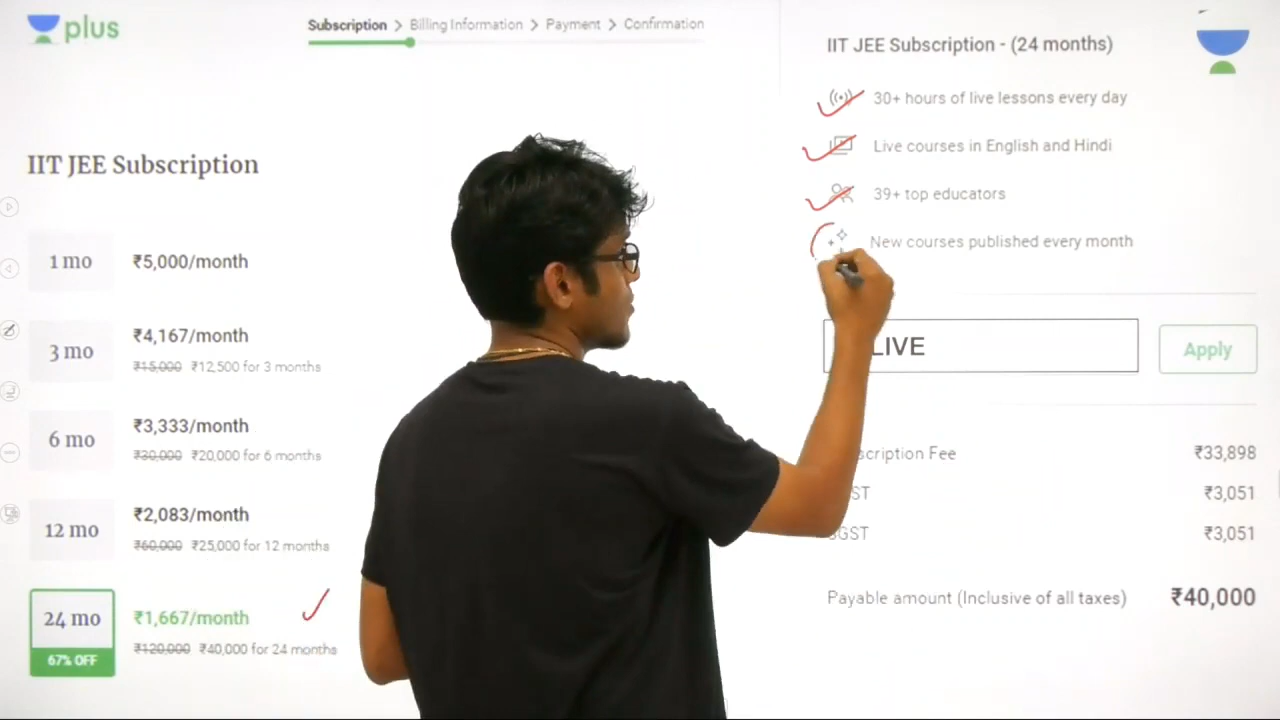 plus
Subscription > Billing Information > Payment > Confirmation
IIT JEE Subscription
1 mo ₹5,000/month
3 mo ₹4,167/month
₹15,000 ₹12,500 for 3 months
6 mo ₹3,333/month
₹30,000 ₹20,000 for 6 months
12 mo ₹2,083/month
₹60,000 ₹25,000 for 12 months
24 mo ₹1,667/month
67% OFF ₹120,000 ₹40,000 for 24 months
IIT JEE Subscription - (24 months)
30+ hours of live lessons every day
Live courses in English and Hindi
39+ top educators
New courses published every month
LIVE Apply
scription Fee ₹33,898
ST ₹3,051
GST ₹3,051
Payable amount (Inclusive of all taxes) ₹40,000